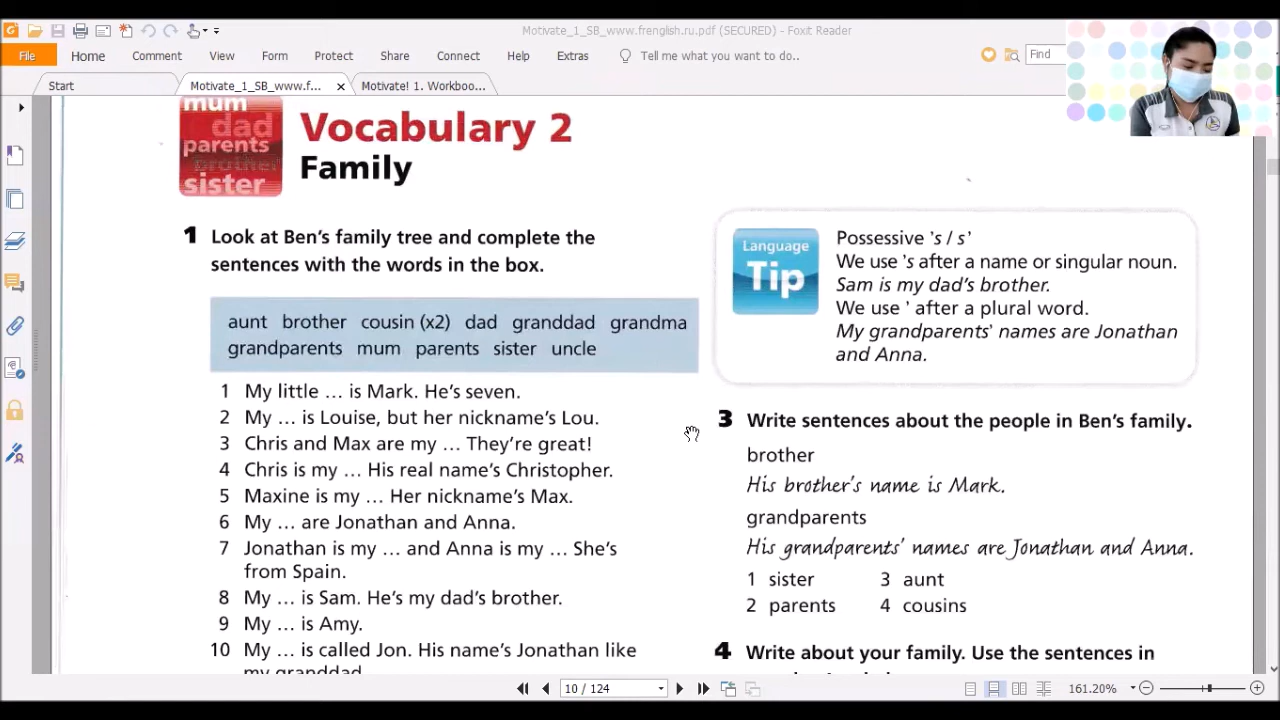 Motivate_1_SB_www.frenglish.ru.pdf (SECURED) - Foxit Reader
File Home Comment View Form Protect Share Connect Help Extras Tell me what you want to do.. Find
Start Motivate_1_SB_www.f... Motivate! 1. Workboo...
mum
dad
parents
brother
sister
Vocabulary 2
Family
1 Look at Ben's family tree and complete the
sentences with the words in the box.
aunt brother cousin (x2) dad granddad grandma
grandparents mum parents sister uncle
1 My little ... is Mark. He's seven.
2 My ... is Louise, but her nickname's Lou.
3 Chris and Max are my ... They're great!
4 Chris is my ... His real name's Christopher.
5 Maxine is my ... Her nickname's Max.
6 My ... are Jonathan and Anna.
7 Jonathan is my ... and Anna is my ... She's
from Spain.
8 My ... is Sam. He's my dad's brother.
9 My ... is Amy.
10 My ... is called Jon. His name's Jonathan like
my granddad.
Language
Tip
Possessive 's / s'
We use 's after a name or singular noun.
Sam is my dad's brother.
We use ' after a plural word.
My grandparents' names are Jonathan
and Anna.
3 Write sentences about the people in Ben's family.
brother
His brother's name is Mark.
grandparents
His grandparents' names are Jonathan and Anna.
1 sister 3 aunt
2 parents 4 cousins
4 Write about your family. Use the sentences in
10 / 124
161.20%